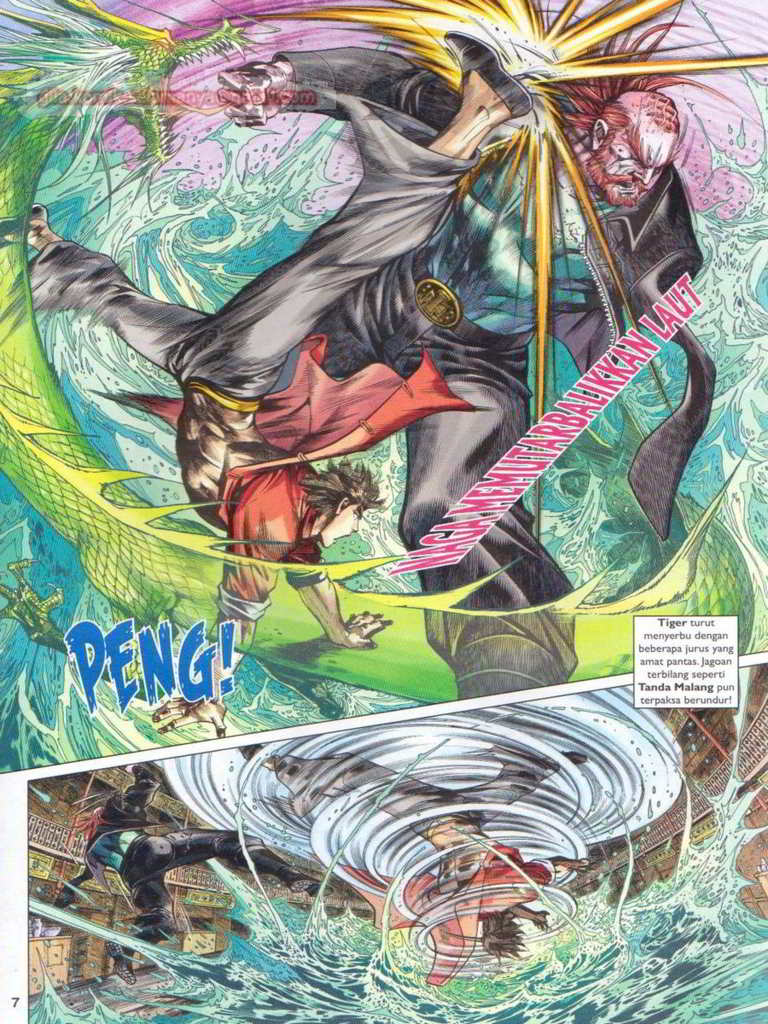 NAGA MEMUTARBALIKKAN LAUT
PENG!
Tiger turut
menyerbu dengan
beberapa jurus yang
amat pantas. Jagoan
terbilang seperti
Tanda Malang pun
terpaksa berundur!
7